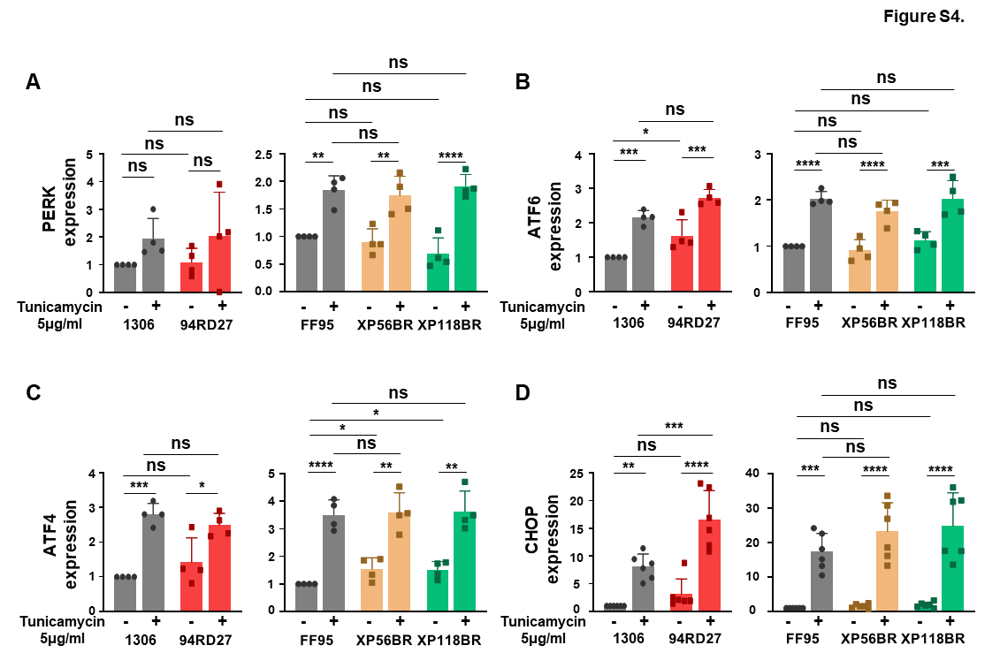 Figure S4.
A
ns
ns
ns
ns
ns
ns
ns
ns
** ** ****
PERK
expression
5
4
3
2
1
0
2.5
2.0
1.5
1.0
0.5
0.0
Tunicamycin
5µg/ml
- + - +
1306 94RD27
- + - + - +
FF95 XP56BR XP118BR
B
ns
*
*** ***
ns
ns
ns
ns
**** **** ***
ATF6
expression
4
3
2
1
0
3
2
1
0
Tunicamycin
5µg/ml
- + - +
1306 94RD27
- + - + - +
FF95 XP56BR XP118BR
C
ns
ns
*** *
ns
*
*
ns
**** ** **
ATF4
expression
4
3
2
1
0
5
4
3
2
1
0
Tunicamycin
5µg/ml
- + - +
1306 94RD27
- + - + - +
FF95 XP56BR XP118BR
D
***
ns
** ****
ns
ns
ns
ns
*** **** ****
CHOP
expression
25
20
15
10
5
0
40
30
20
10
0
Tunicamycin
5µg/ml
- + - +
1306 94RD27
- + - + - +
FF95 XP56BR XP118BR